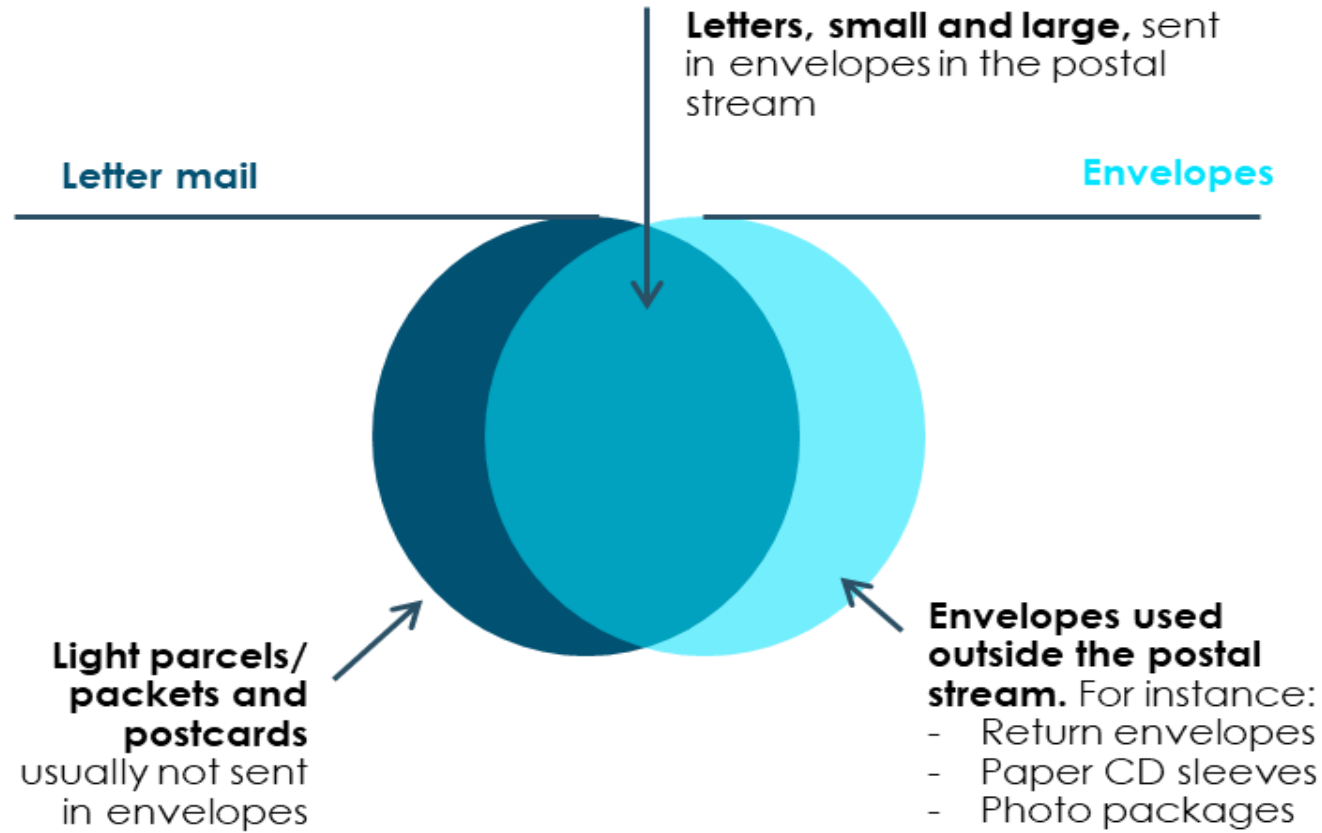 Letters, small and large, sent
in envelopes in the postal
stream
Letter mail
Envelopes
Light parcels/
packets and
postcards
usually not sent
in envelopes
Envelopes used
outside the postal
stream. For instance:
- Return envelopes
- Paper CD sleeves
- Photo packages